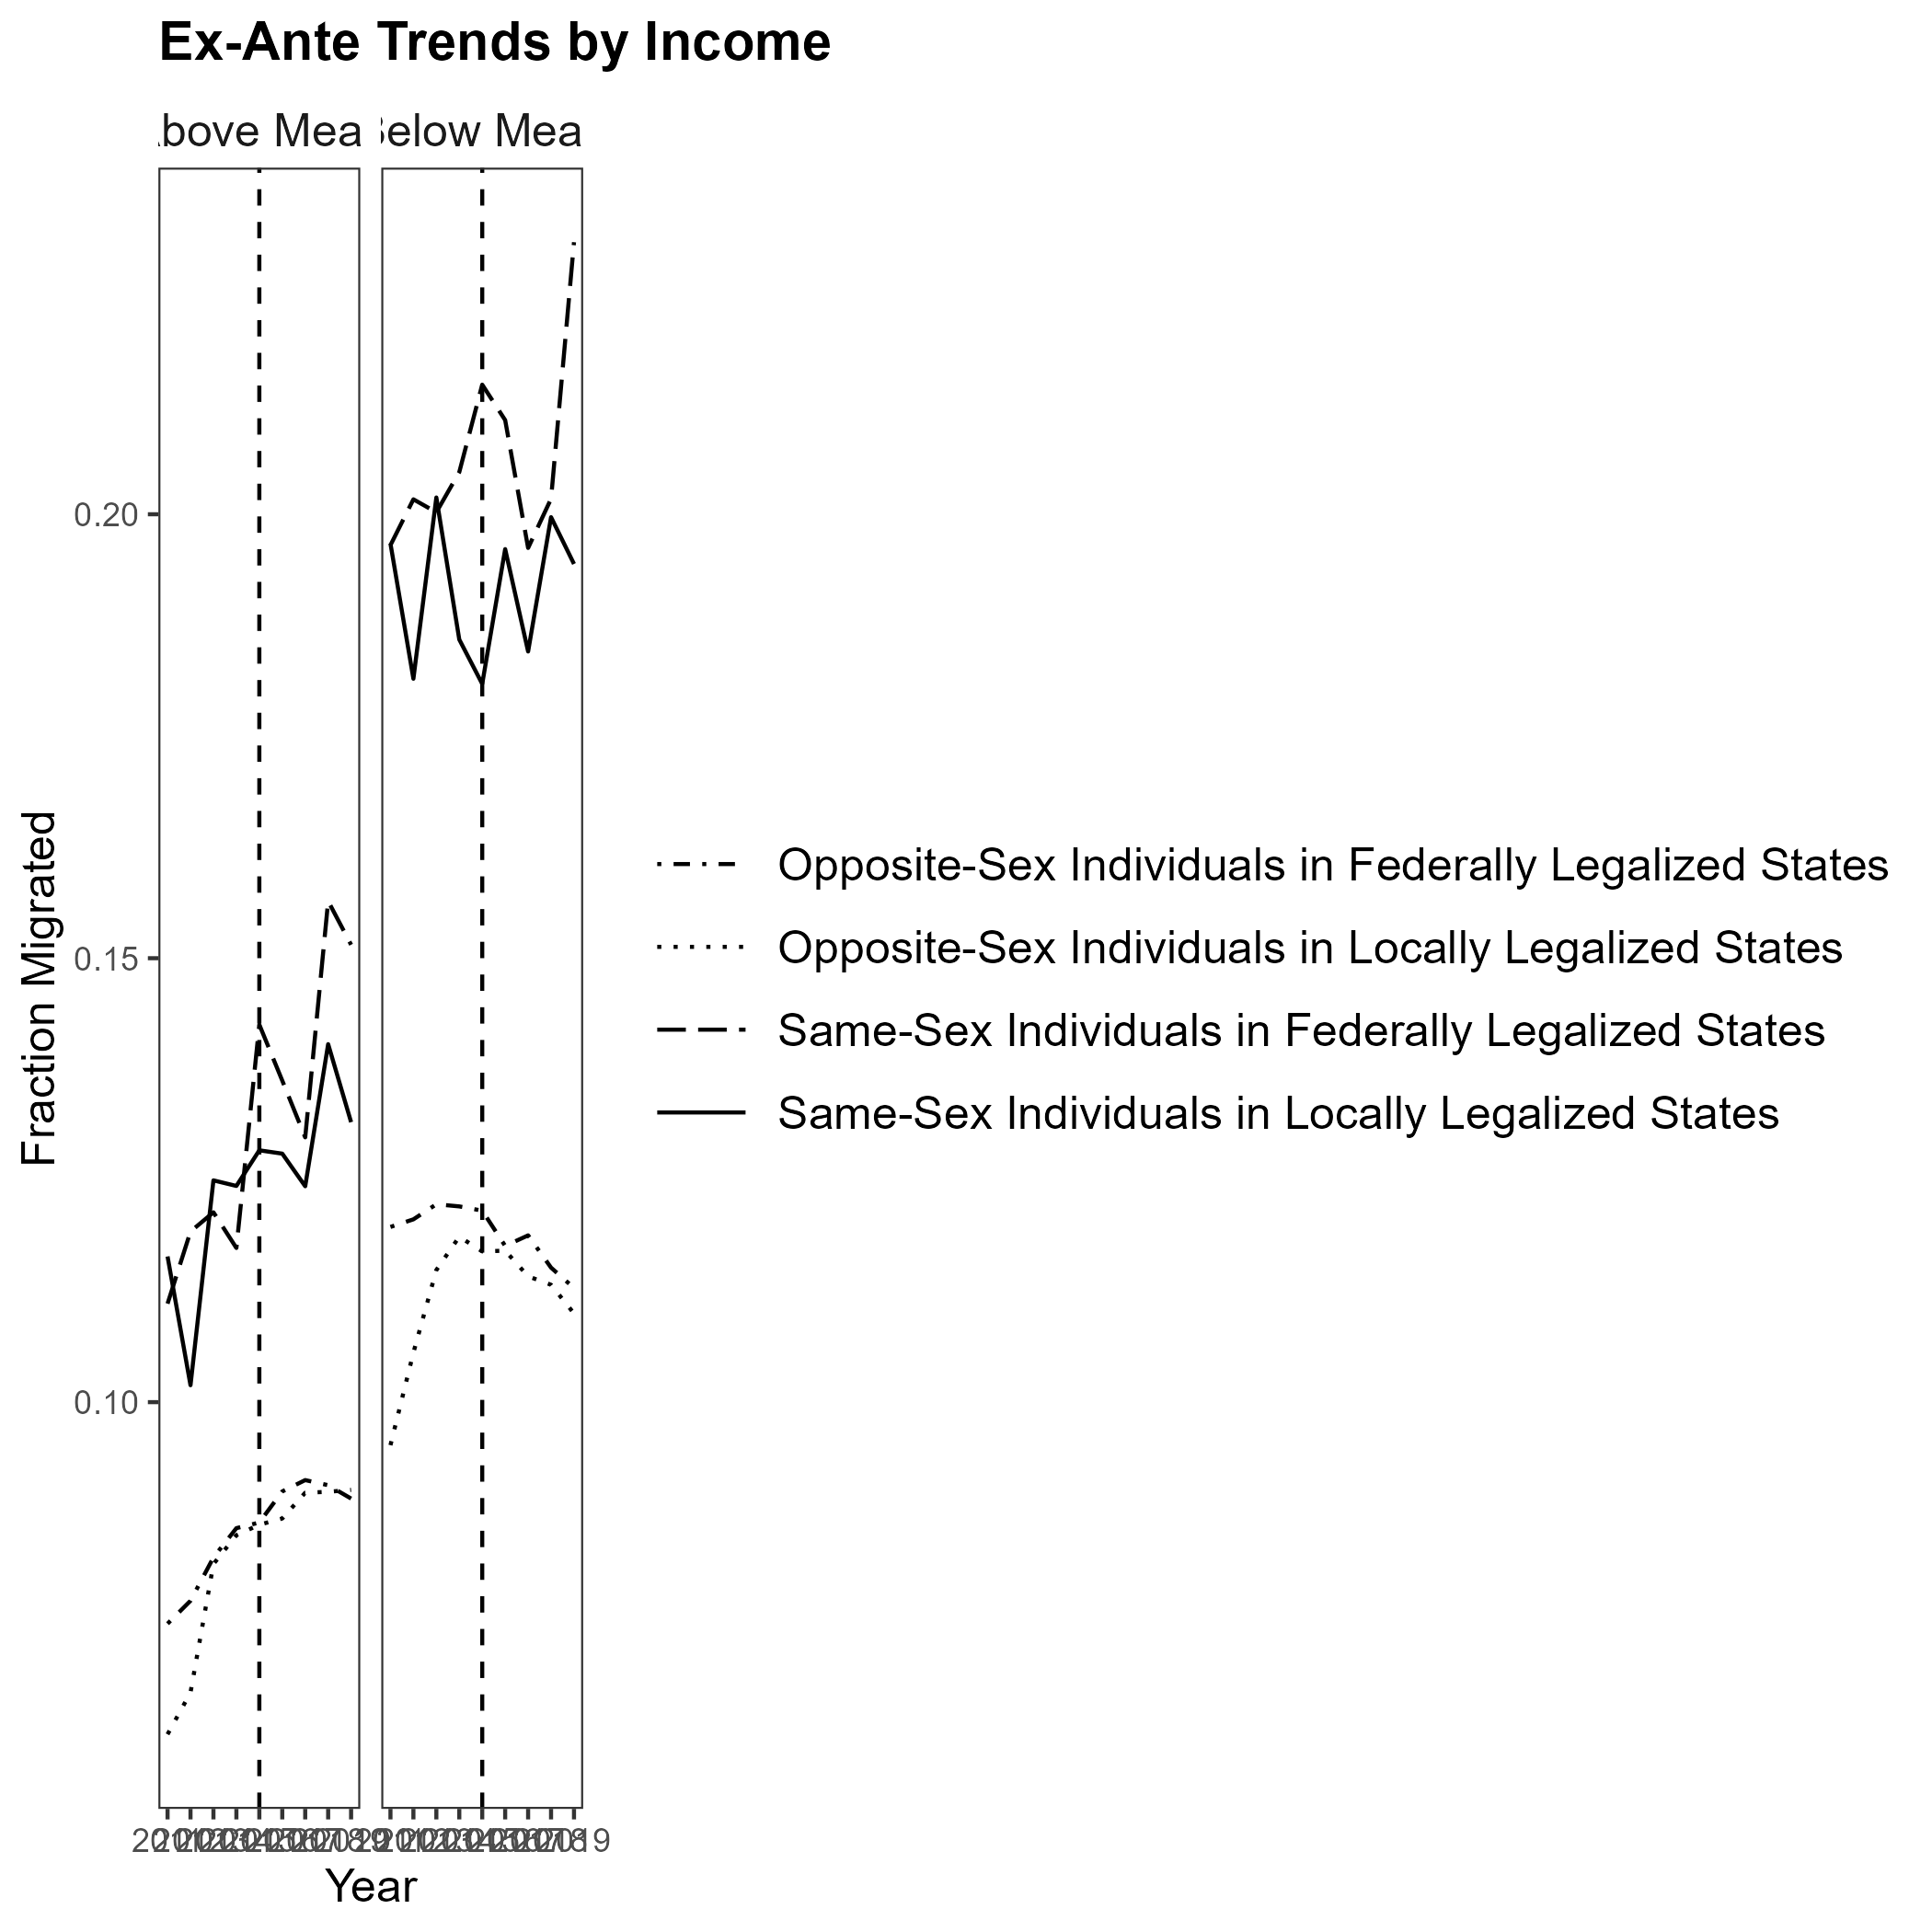 Ex-Ante Trends by Income
bove Mea
elow Mea
0.20
0.15
0.10
Fraction Migrated
Opposite-Sex Individuals in Federally Legalized States
Opposite-Sex Individuals in Locally Legalized States
Same-Sex Individuals in Federally Legalized States
Same-Sex Individuals in Locally Legalized States
Year